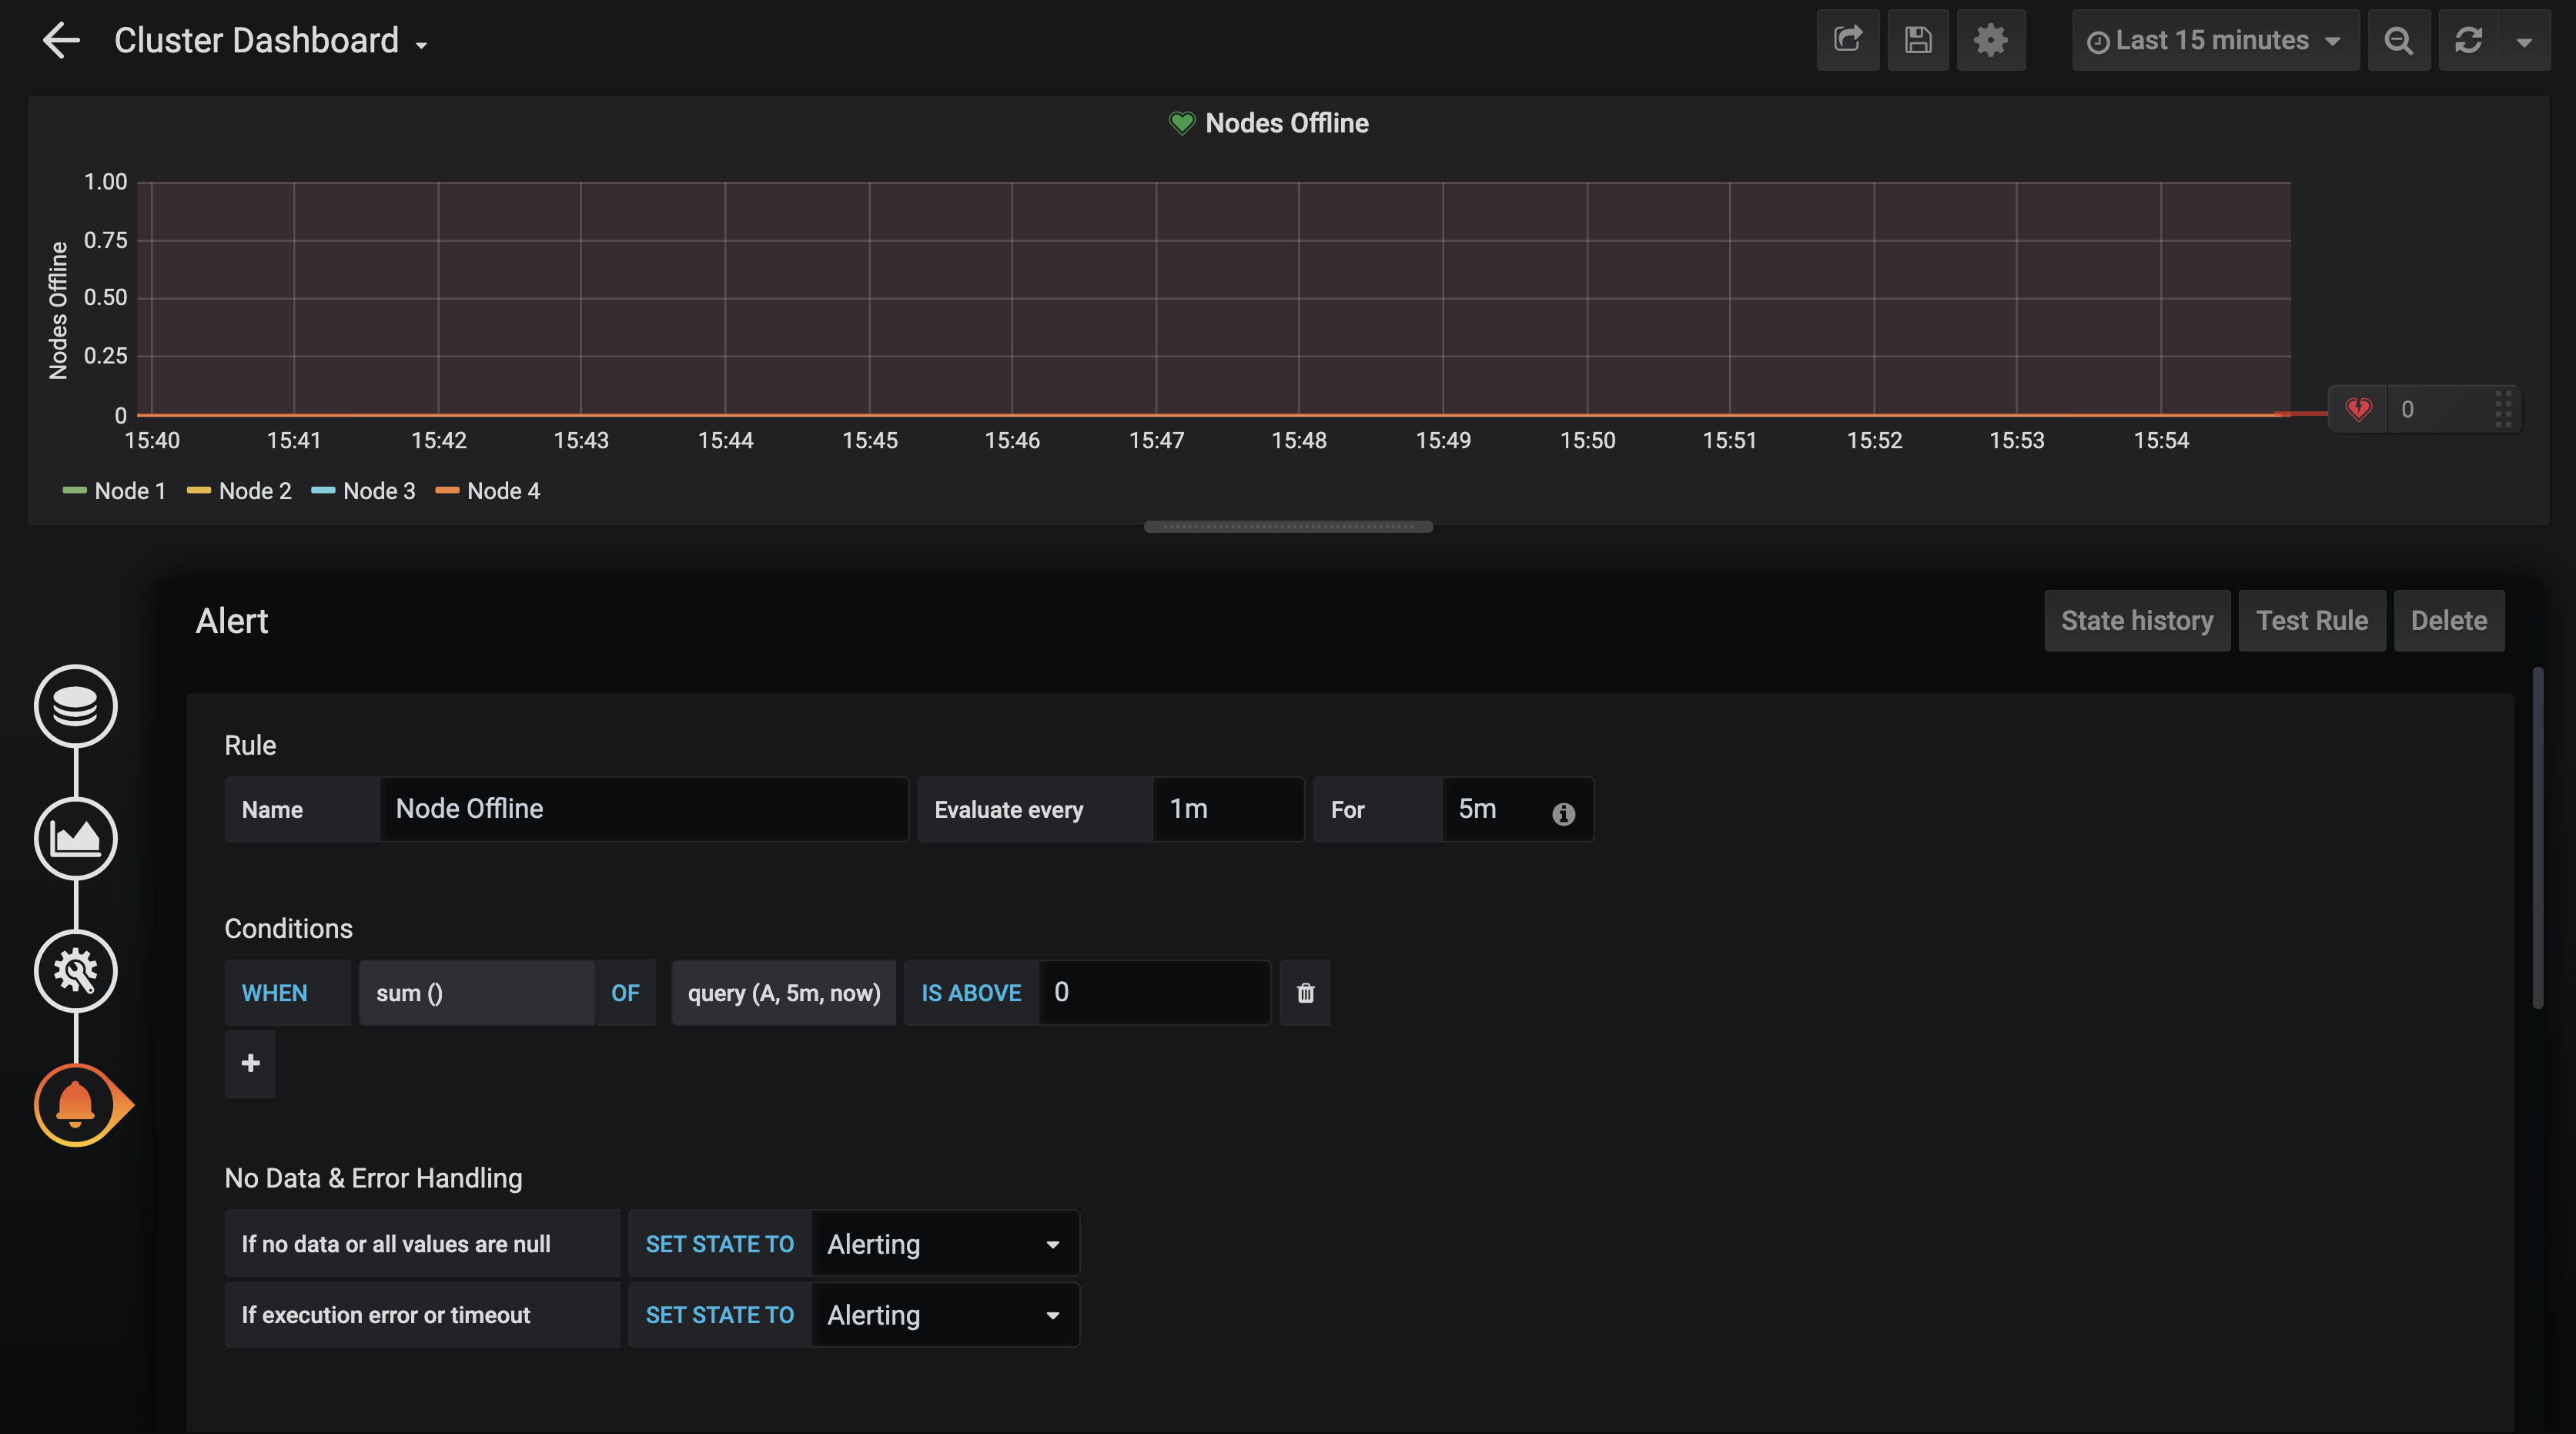 Cluster Dashboard
Last 15 minutes
Nodes Offline
Nodes Offline
1.00
0.75
0.50
0.25
0
0
15:40 15:41 15:42 15:43 15:44 15:45 15:46 15:47 15:48 15:49 15:50 15:51 15:52 15:53 15:54
Node 1 Node 2 Node 3 Node 4
Alert
State history Test Rule Delete
Rule
Name Node Offline Evaluate every 1m For 5m
Conditions
WHEN sum () OF query (A, 5m, now) IS ABOVE 0
+
No Data & Error Handling
If no data or all values are null SET STATE TO Alerting
If execution error or timeout SET STATE TO Alerting